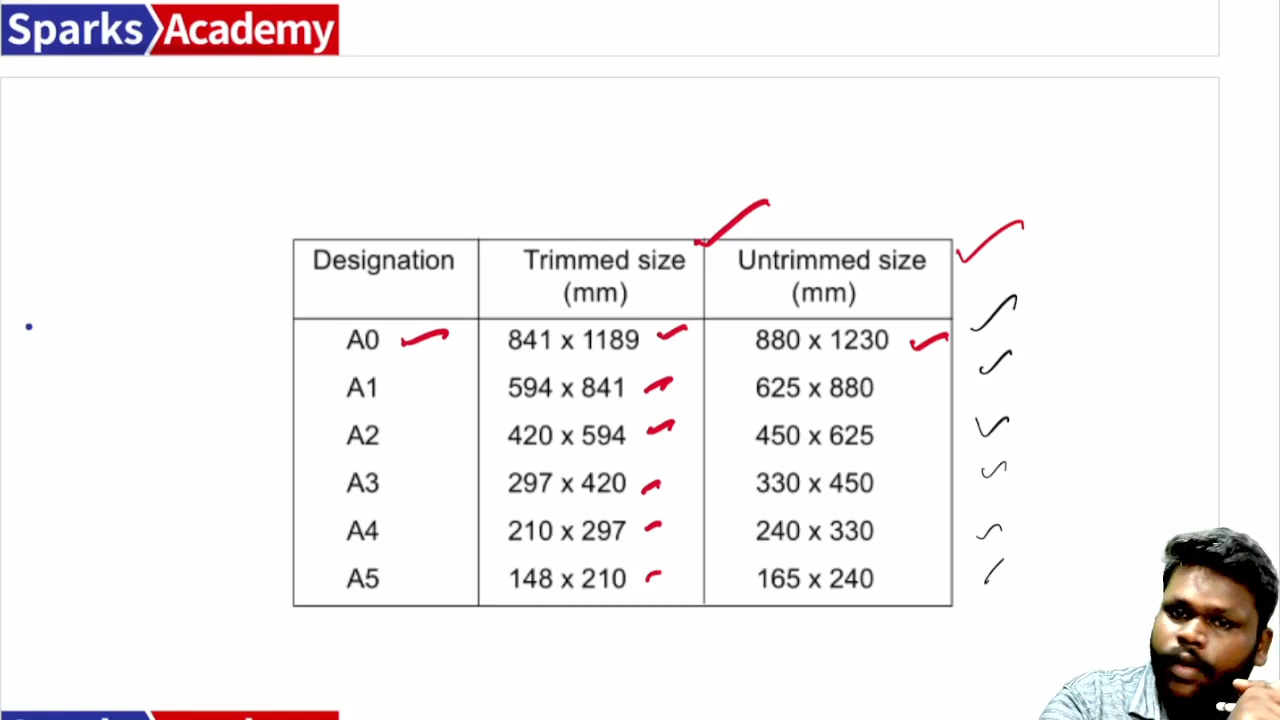 Sparks Academy
Designation Trimmed size (mm) Untrimmed size (mm)
A0 841 x 1189 880 x 1230
A1 594 x 841 625 x 880
A2 420 x 594 450 x 625
A3 297 x 420 330 x 450
A4 210 x 297 240 x 330
A5 148 x 210 165 x 240